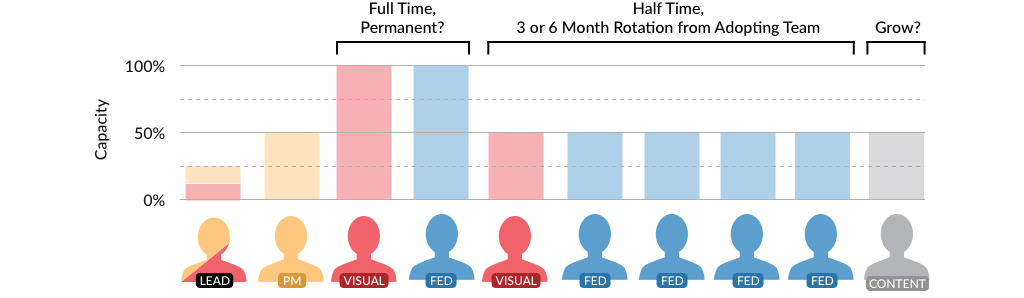 Full Time,
Permanent?
Half Time,
3 or 6 Month Rotation from Adopting Team
Grow?
Capacity
100%
50%
0%
LEAD
PM
VISUAL
FED
VISUAL
FED
FED
FED
FED
CONTENT